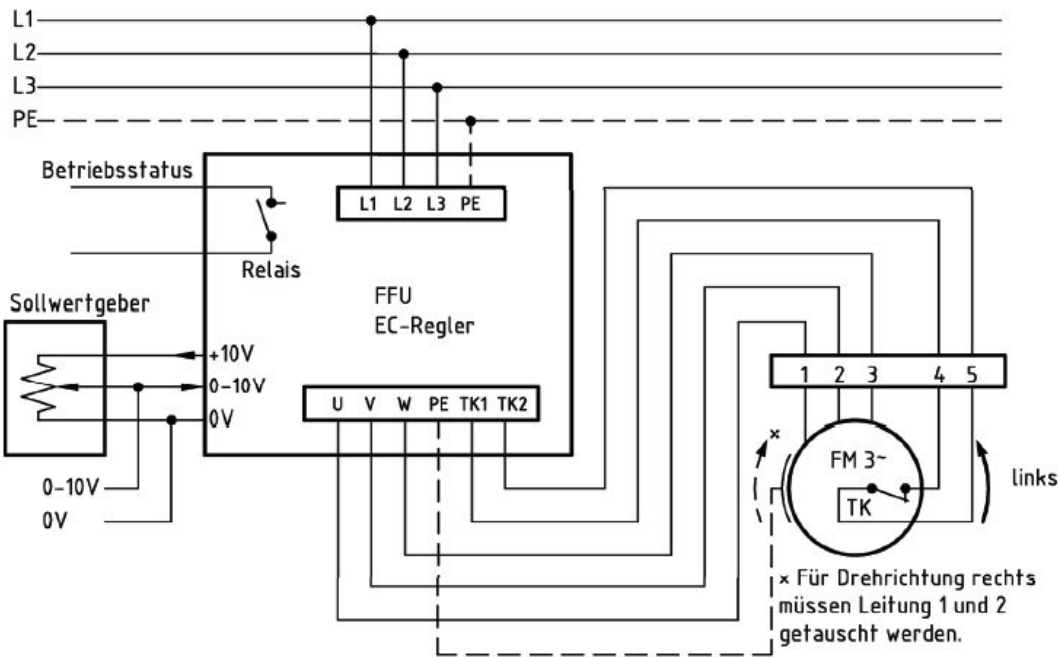 L1
L2
L3
PE
Betriebsstatus
L1 L2 L3 PE
Relais
FFU
EC-Regler
Sollwertgeber
+10V
0-10V
0V
U V W PE TK1 TK2
0-10V
0V
1 2 3 4 5
×
FM 3~
TK
links
× Für Drehrichtung rechts
müssen Leitung 1 und 2
getauscht werden.